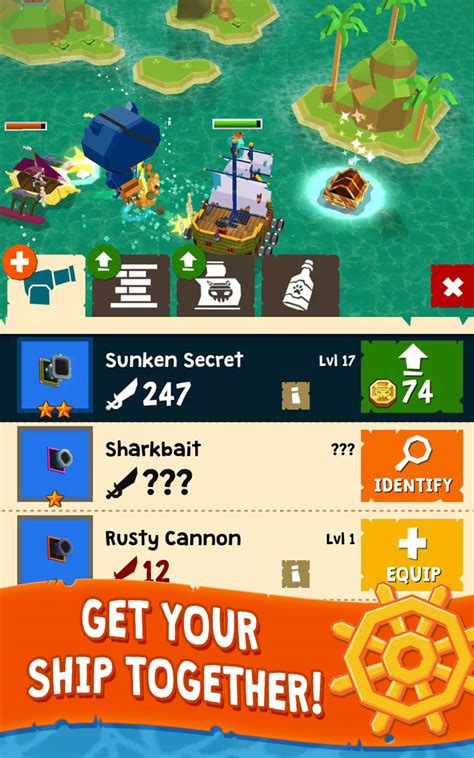 Sunken Secret
Lvl 17
247
i
74
Sharkbait
???
???
IDENTIFY
Rusty Cannon
Lvl 1
12
i
EQUIP
GET YOUR
SHIP TOGETHER!